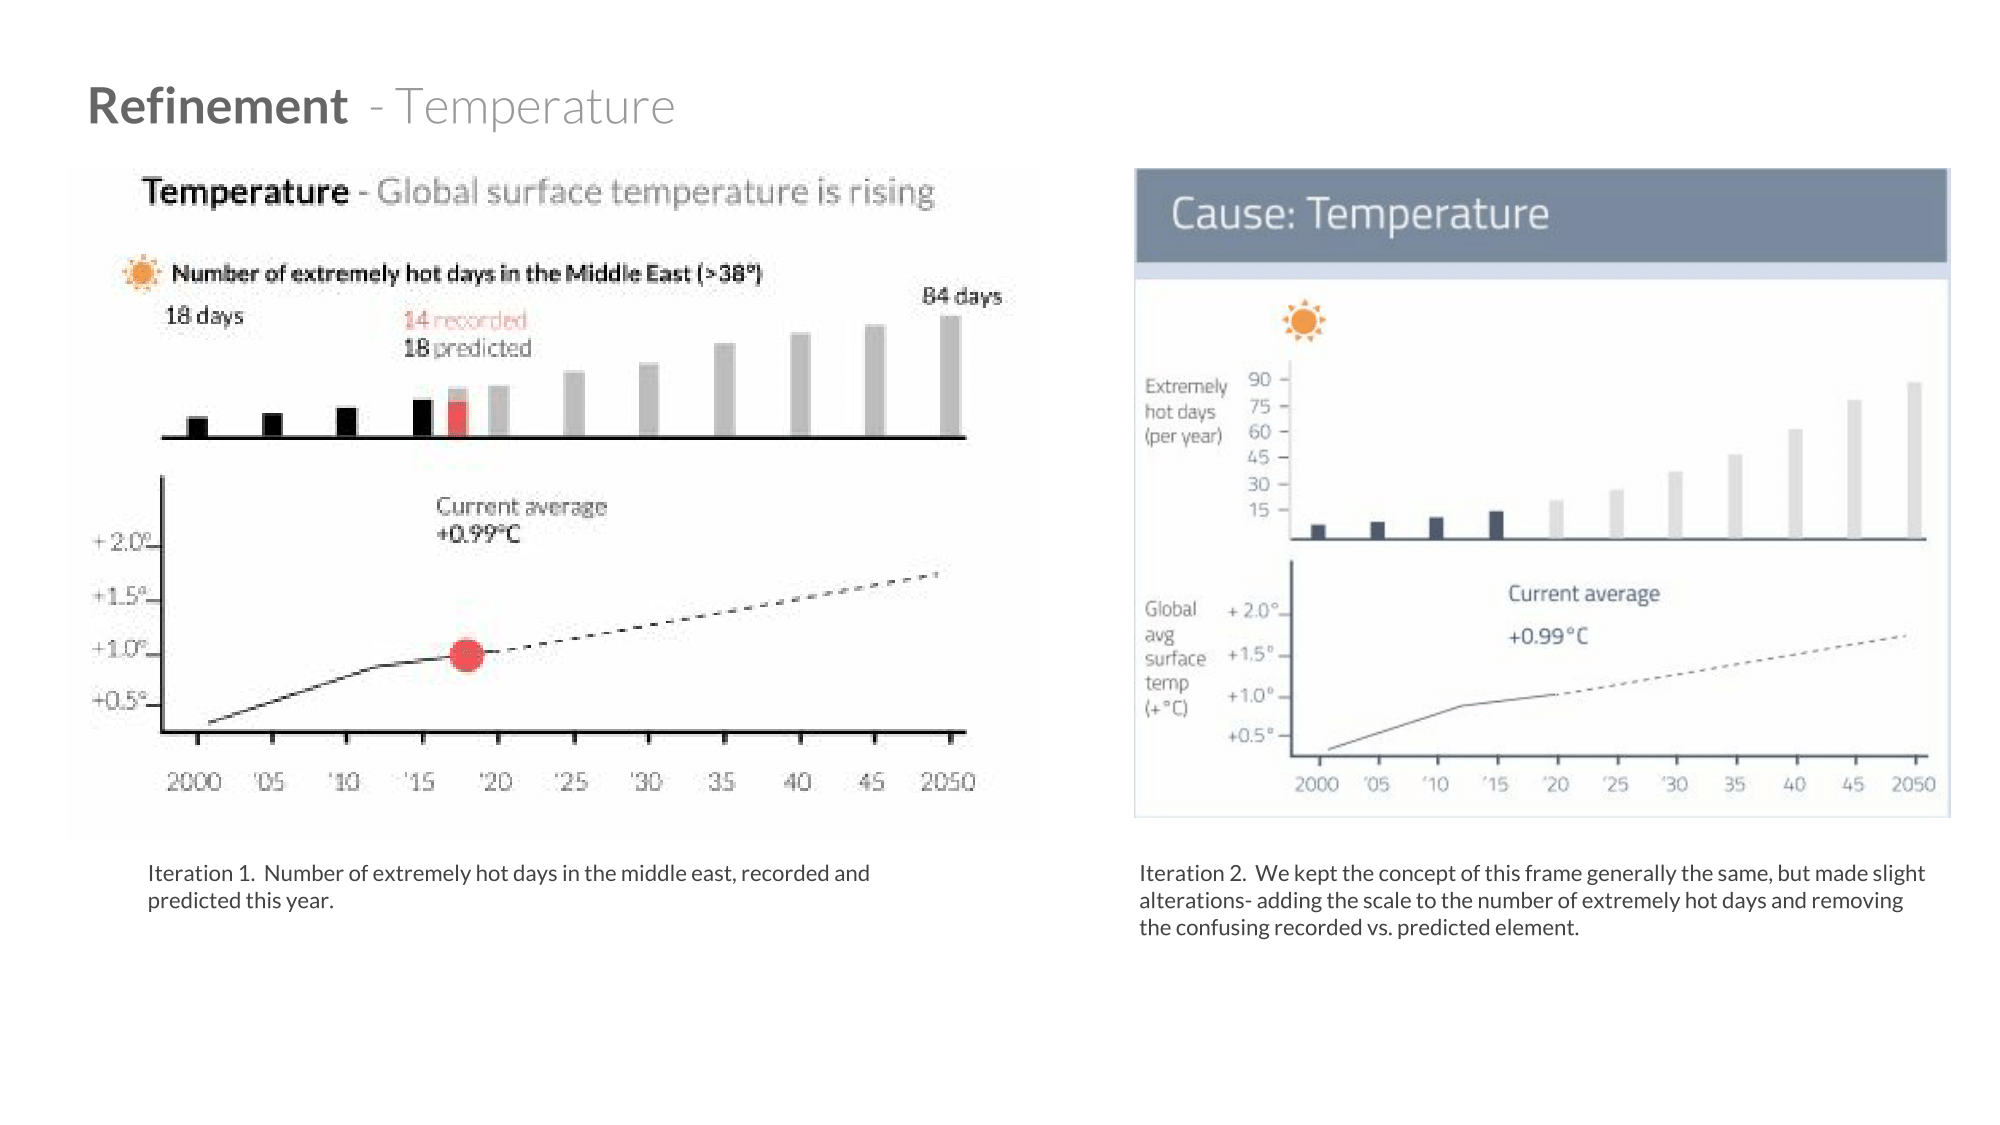 Refinement - Temperature
Temperature - Global surface temperature is rising
Number of extremely hot days in the Middle East (>38°)
84 days
18 days
14 recorded
18 predicted
Current average
+0.99°C
+ 2.0°
+1.5°
+1.0°
+0.5°
2000 '05 '10 '15 '20 '25 '30 35 40 45 2050
Iteration 1. Number of extremely hot days in the middle east, recorded and
predicted this year.
Cause: Temperature
Extremely
hot days
(per year)
90
75
60
45
30
15
Current average
+0.99°C
Global
avg
surface
temp
(+°C)
+ 2.0°
+1.5°
+1.0°
+0.5°
2000 '05 '10 '15 '20 '25 '30 35 40 45 2050
Iteration 2. We kept the concept of this frame generally the same, but made slight
alterations- adding the scale to the number of extremely hot days and removing
the confusing recorded vs. predicted element.